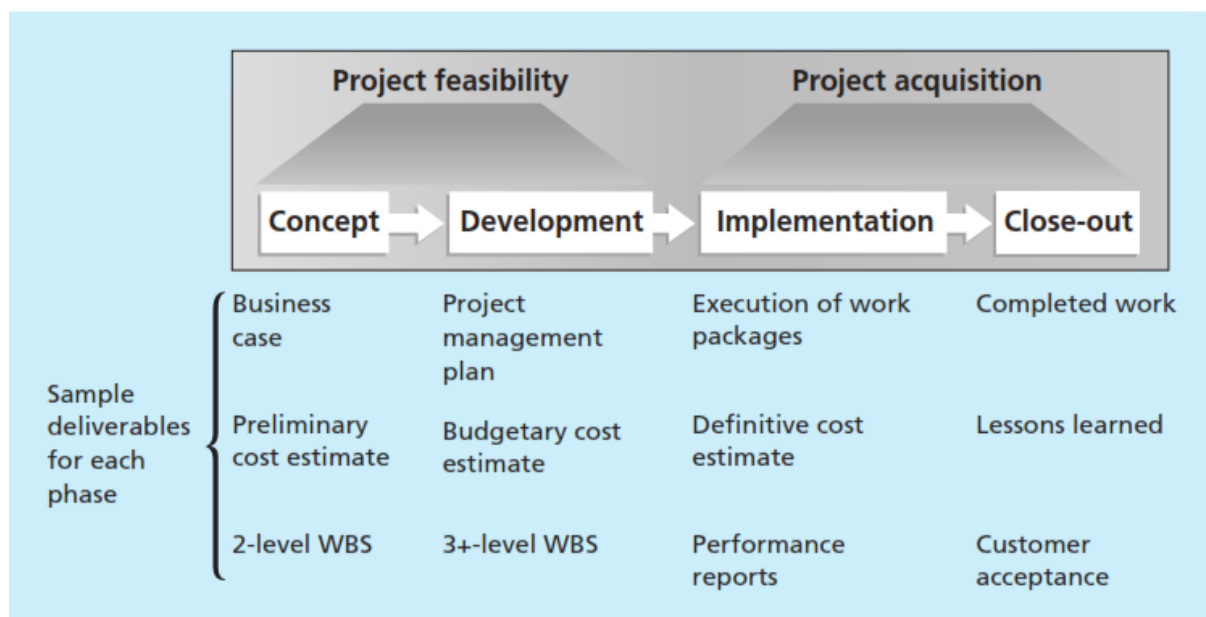 Project feasibility
Project acquisition
Concept
Development
Implementation
Close-out
Sample
deliverables
for each
phase
Business
case
Project
management
plan
Execution of work
packages
Completed work
Preliminary
cost estimate
Budgetary cost
estimate
Definitive cost
estimate
Lessons learned
2-level WBS
3+-level WBS
Performance
reports
Customer
acceptance